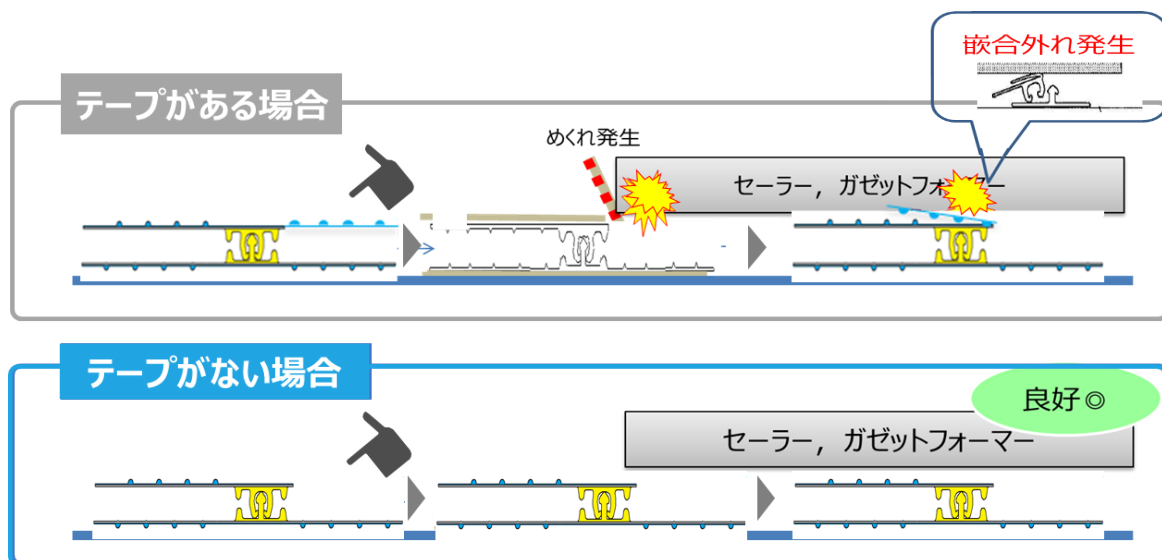 嵌合外れ発生
テープがある場合
めくれ発生
セーラー，ガゼットフォーマー
テープがない場合
良好◎
セーラー，ガゼットフォーマー